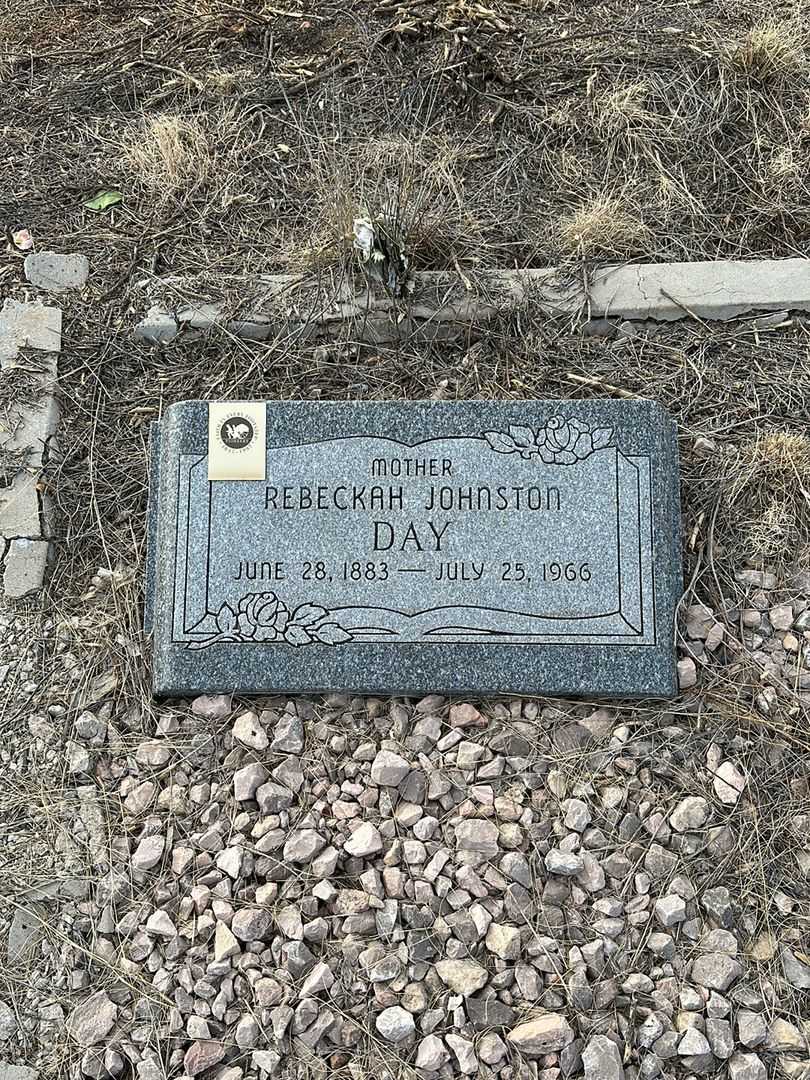 MOTHER
REBECKAH JOHNSTON
DAY
JUNE 28, 1883 — JULY 25, 1966